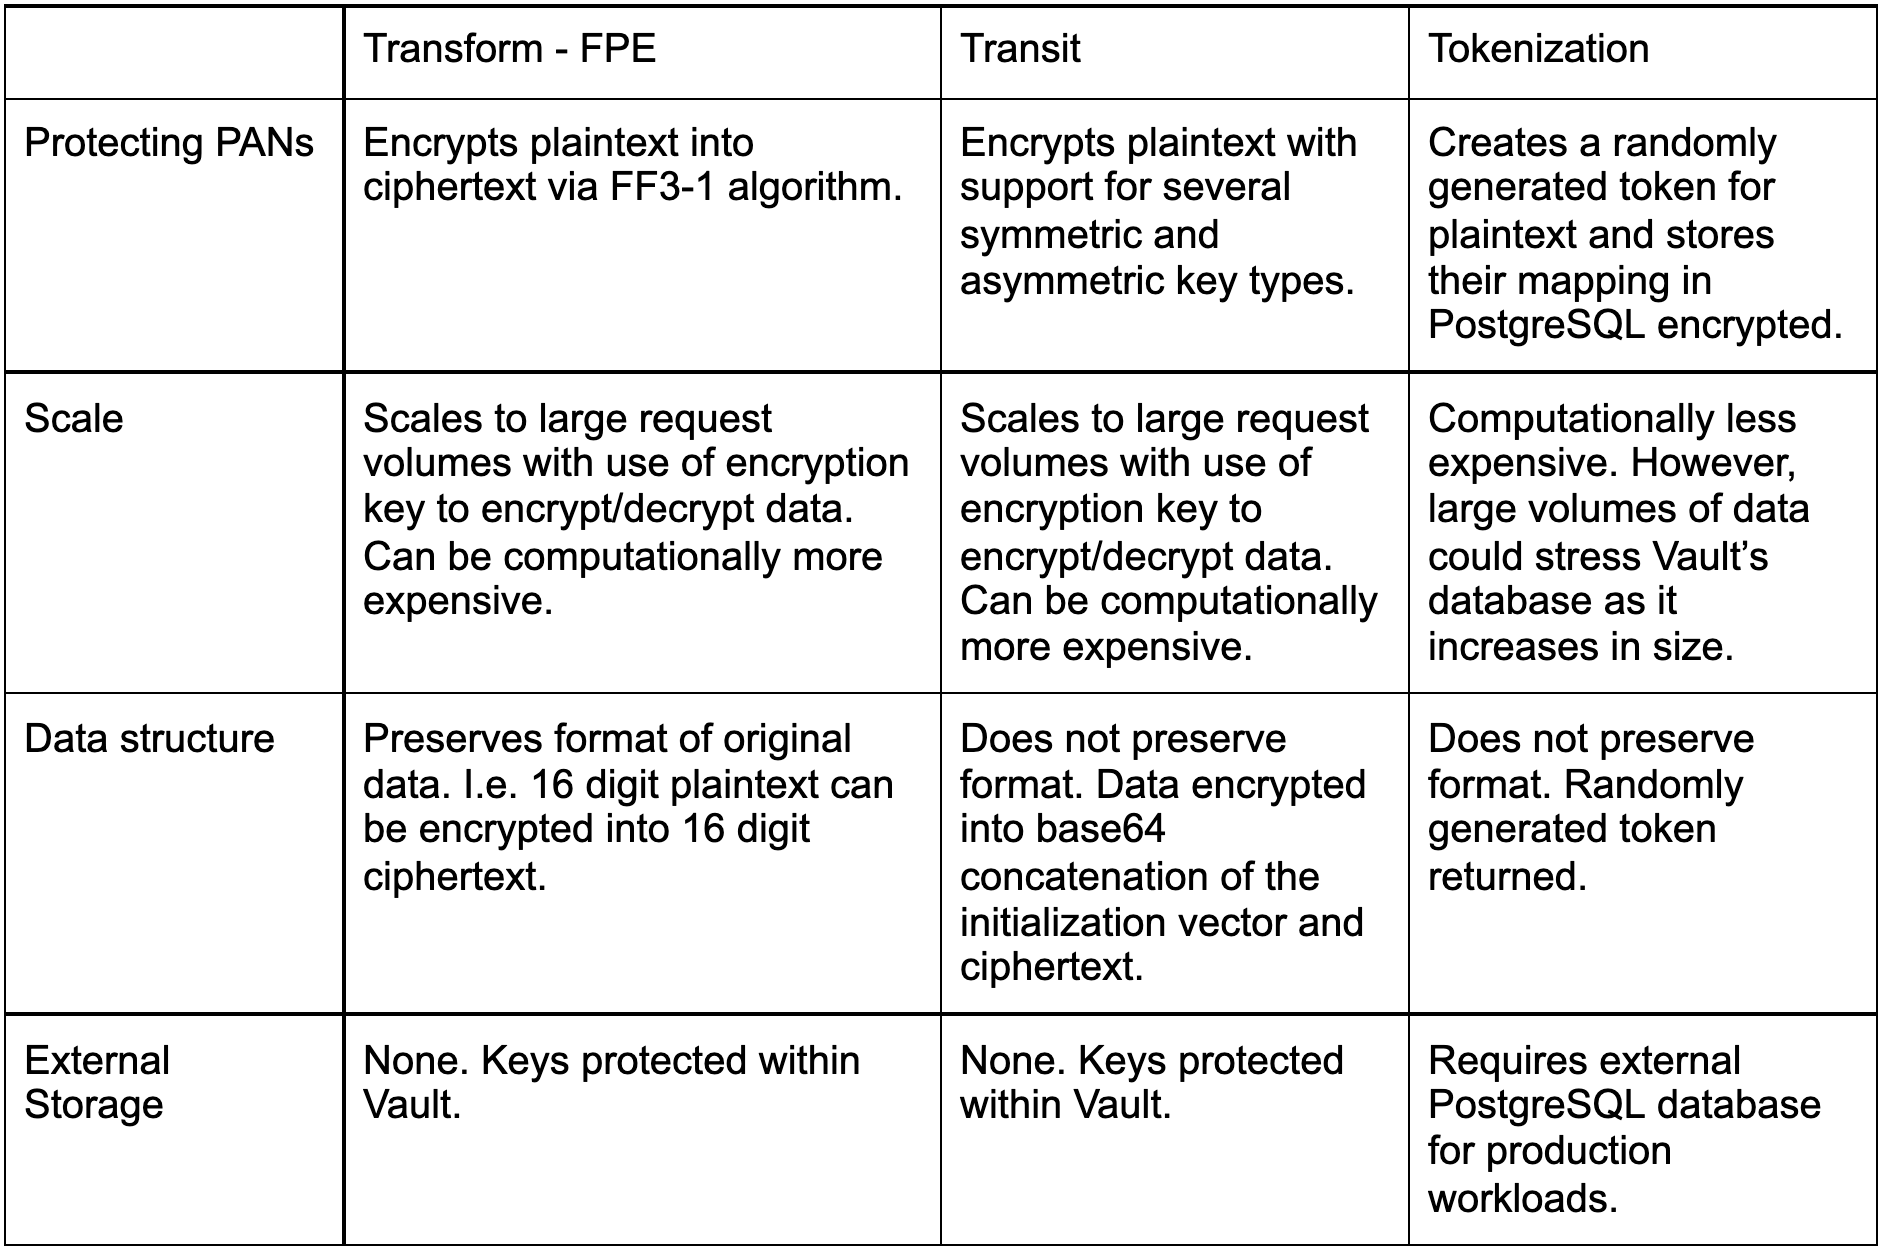 Transform - FPE
Transit
Tokenization
Protecting PANs
Encrypts plaintext into
ciphertext via FF3-1 algorithm.
Encrypts plaintext with
support for several
symmetric and
asymmetric key types.
Creates a randomly
generated token for
plaintext and stores
their mapping in
PostgreSQL encrypted.
Scale
Scales to large request
volumes with use of encryption
key to encrypt/decrypt data.
Can be computationally more
expensive.
Scales to large request
volumes with use of
encryption key to
encrypt/decrypt data.
Can be computationally
more expensive.
Computationally less
expensive. However,
large volumes of data
could stress Vault’s
database as it
increases in size.
Data structure
Preserves format of original
data. I.e. 16 digit plaintext can
be encrypted into 16 digit
ciphertext.
Does not preserve
format. Data encrypted
into base64
concatenation of the
initialization vector and
ciphertext.
Does not preserve
format. Randomly
generated token
returned.
External
Storage
None. Keys protected within
Vault.
None. Keys protected
within Vault.
Requires external
PostgreSQL database
for production
workloads.